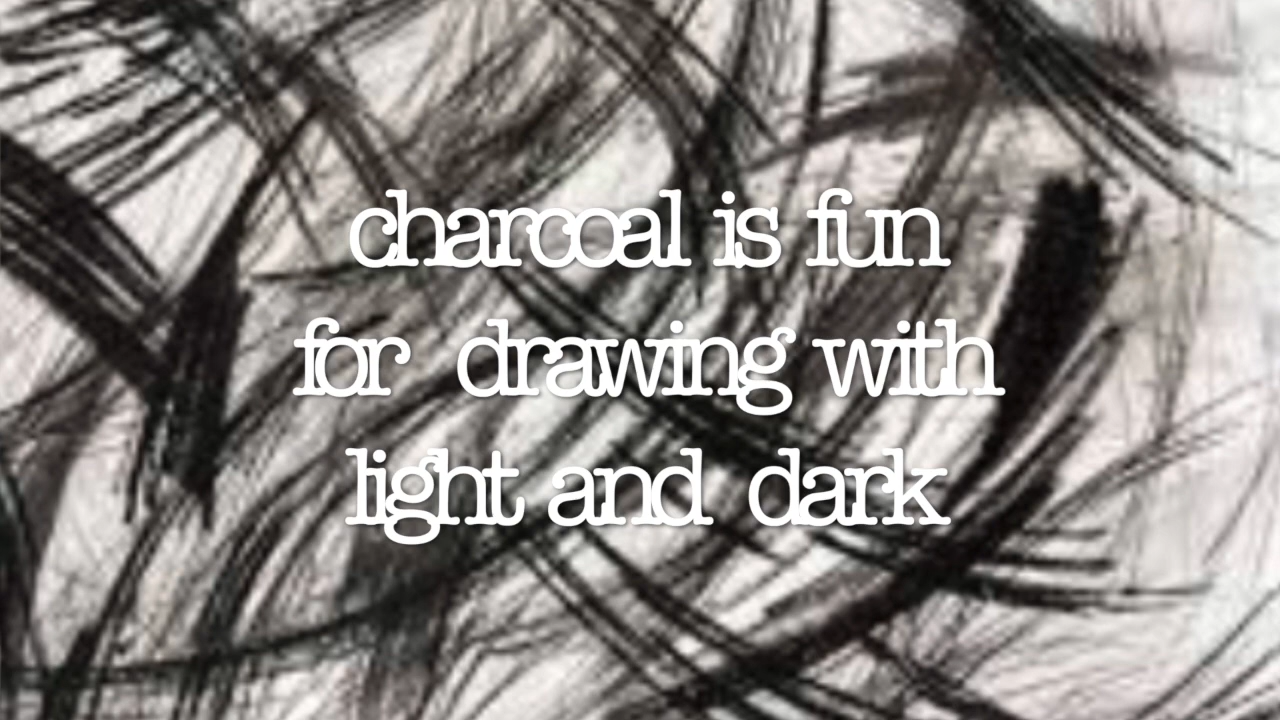 charcoal is fun
for drawing with
light and dark